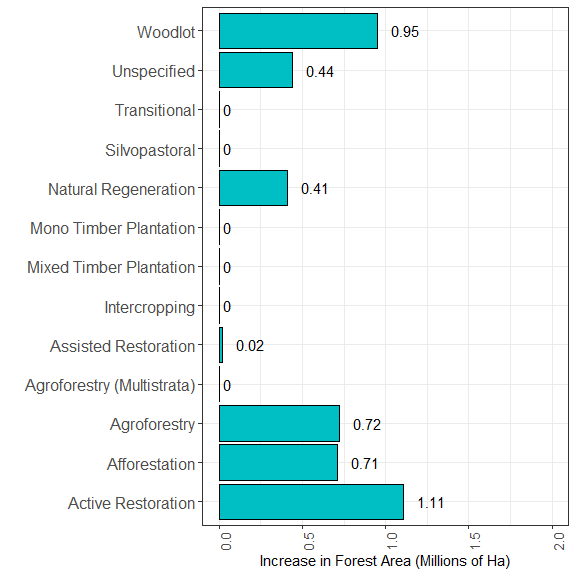 Woodlot 0.95
Unspecified 0.44
Transitional 0
Silvopastoral 0
Natural Regeneration 0.41
Mono Timber Plantation 0
Mixed Timber Plantation 0
Intercropping 0
Assisted Restoration 0.02
Agroforestry (Multistrata) 0
Agroforestry 0.72
Afforestation 0.71
Active Restoration 1.11
0.0 0.5 1.0 1.5 2.0
Increase in Forest Area (Millions of Ha)